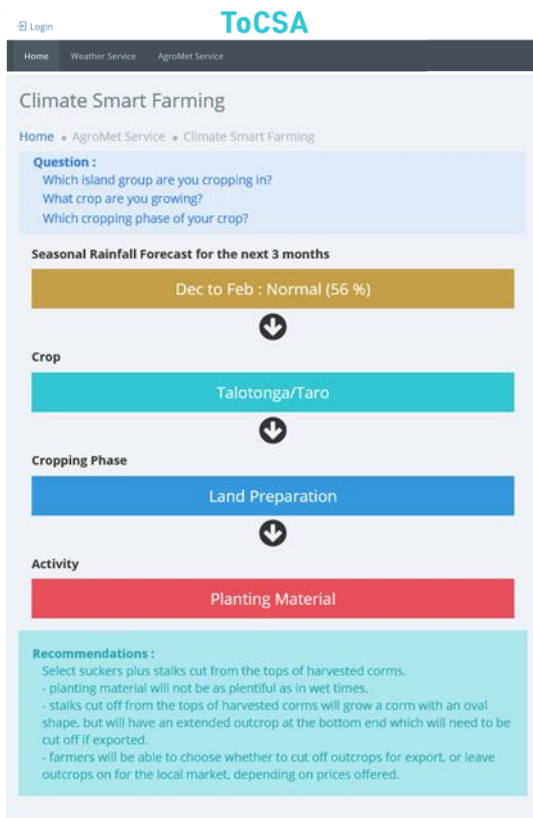 Login
ToCSA
Home Weather Service AgroMet Service
Climate Smart Farming
Home • AgroMet Service • Climate Smart Farming
Question :
Which island group are you cropping in?
What crop are you growing?
Which cropping phase of your crop?
Seasonal Rainfall Forecast for the next 3 months
Dec to Feb : Normal (56 %)
Crop
Talotonga/Taro
Cropping Phase
Land Preparation
Activity
Planting Material
Recommendations :
Select suckers plus stalks cut from the tops of harvested corms.
- planting material will not be as plentiful as in wet times.
- stalks cut off from the tops of harvested corms will grow a corm with an oval
shape, but will have an extended outcrop at the bottom end which will need to be
cut off if exported.
- farmers will be able to choose whether to cut off outcrops for export, or leave
outcrops on for the local market, depending on prices offered.